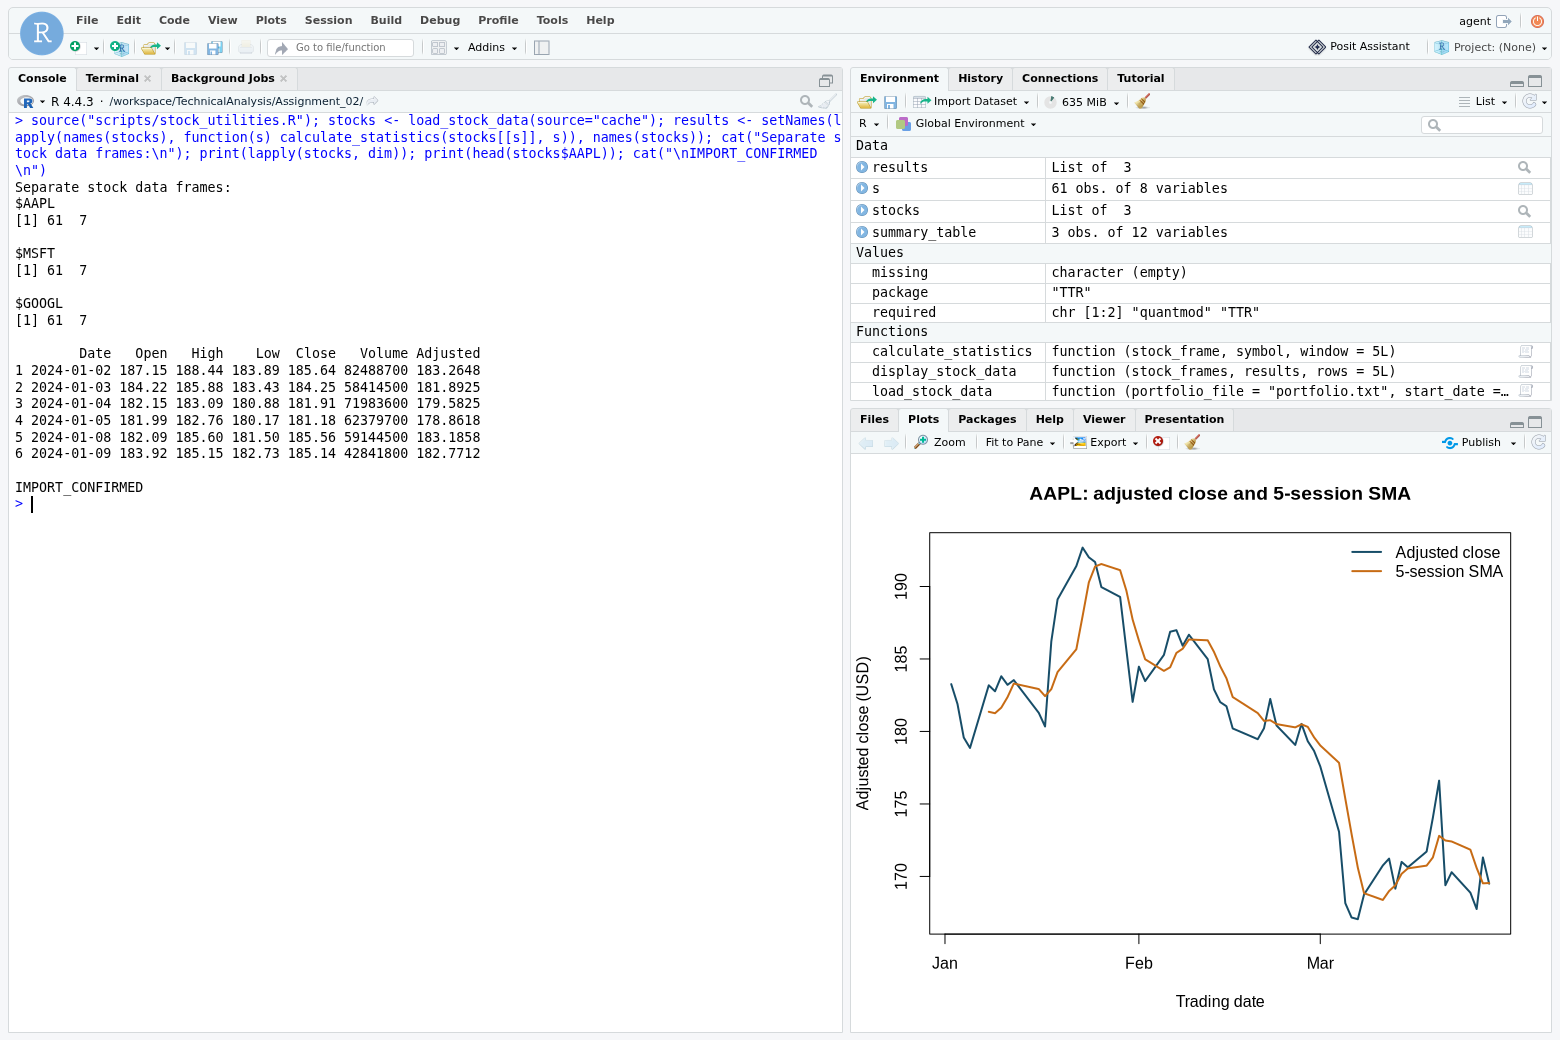 File Edit Code View Plots Session Build Debug Profile Tools Help
agent
R
Go to file/function
Addins
Posit Assistant
Project: (None)
Console Terminal Background Jobs
R 4.4.3 · /workspace/TechnicalAnalysis/Assignment_02/
> source("scripts/stock_utilities.R"); stocks <- load_stock_data(source="cache"); results <- setNames(l
apply(names(stocks), function(s) calculate_statistics(stocks[[s]], s)), names(stocks)); cat("Separate s
tock data frames:\n"); print(lapply(stocks, dim)); print(head(stocks$AAPL)); cat("\nIMPORT_CONFIRMED
\n")
Separate stock data frames:
$AAPL
[1] 61  7
$MSFT
[1] 61  7
$GOOGL
[1] 61  7
Date Open High Low Close Volume Adjusted
1 2024-01-02 187.15 188.44 183.89 185.64 82488700 183.2648
2 2024-01-03 184.22 185.88 183.43 184.25 58414500 181.8925
3 2024-01-04 182.15 183.09 180.88 181.91 71983600 179.5825
4 2024-01-05 181.99 182.76 180.17 181.18 62379700 178.8618
5 2024-01-08 182.09 185.60 181.50 185.56 59144500 183.1858
6 2024-01-09 183.92 185.15 182.73 185.14 42841800 182.7712
IMPORT_CONFIRMED
>
Environment History Connections Tutorial
Import Dataset 635 MiB List
R Global Environment
Data
results List of  3
s 61 obs. of 8 variables
stocks List of  3
summary_table 3 obs. of 12 variables
Values
missing character (empty)
package "TTR"
required chr [1:2] "quantmod" "TTR"
Functions
calculate_statistics function (stock_frame, symbol, window = 5L)
display_stock_data function (stock_frames, results, rows = 5L)
load_stock_data function (portfolio_file = "portfolio.txt", start_date =…
Files Plots Packages Help Viewer Presentation
Zoom Fit to Pane Export Publish
AAPL: adjusted close and 5-session SMA
Adjusted close
5-session SMA
190
185
180
175
170
Adjusted close (USD)
Jan Feb Mar
Trading date